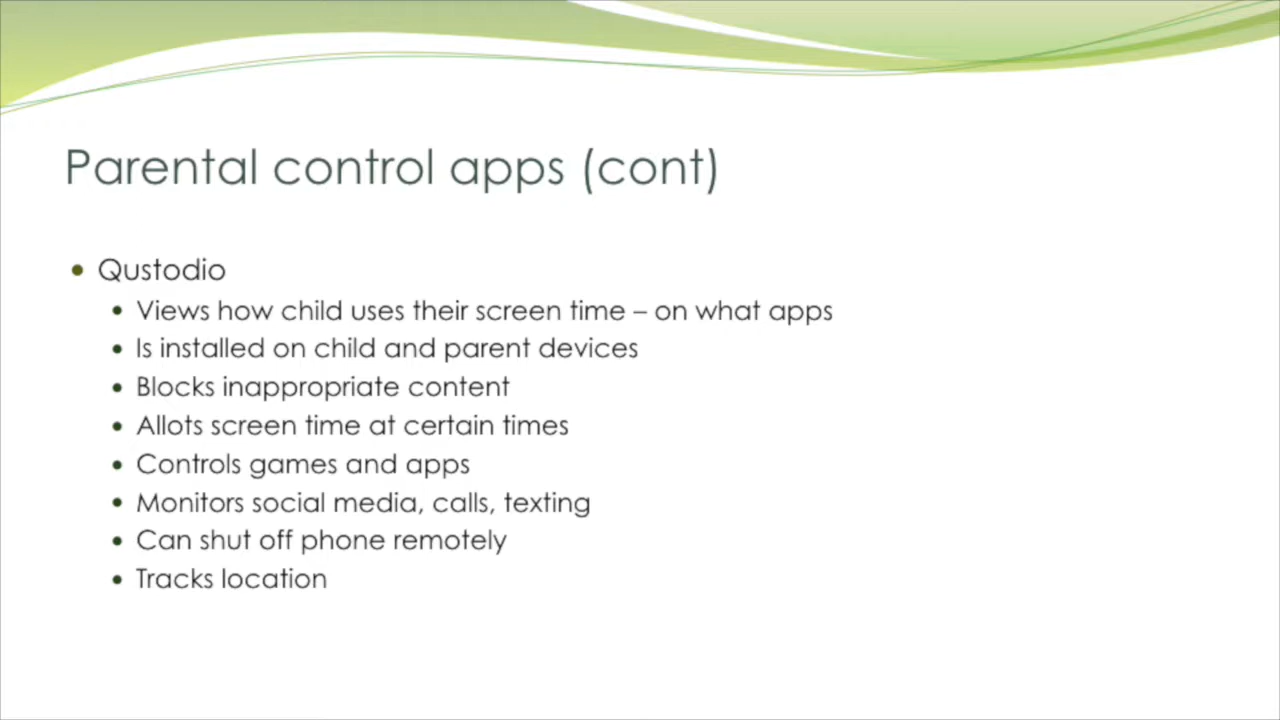 Parental control apps (cont)
Qustodio
Views how child uses their screen time – on what apps
Is installed on child and parent devices
Blocks inappropriate content
Allots screen time at certain times
Controls games and apps
Monitors social media, calls, texting
Can shut off phone remotely
Tracks location